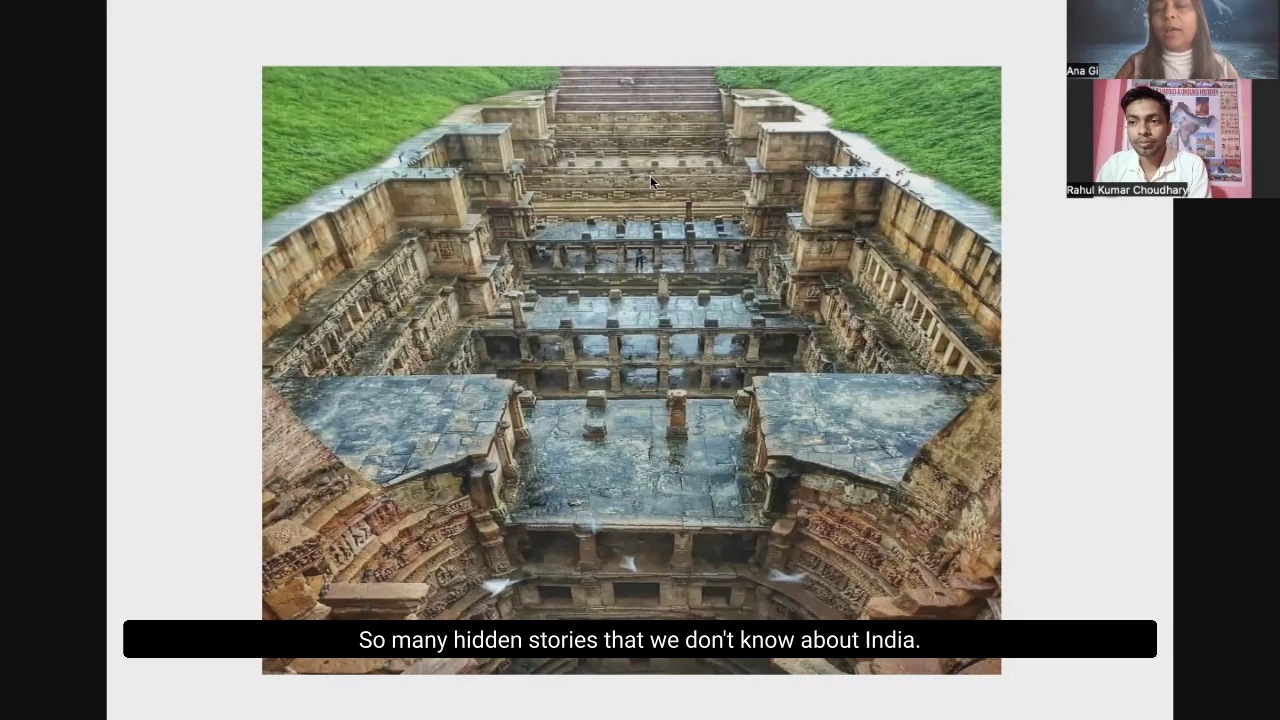 Ana Gi
Rahul Kumar Choudhary
So many hidden stories that we don't know about India.